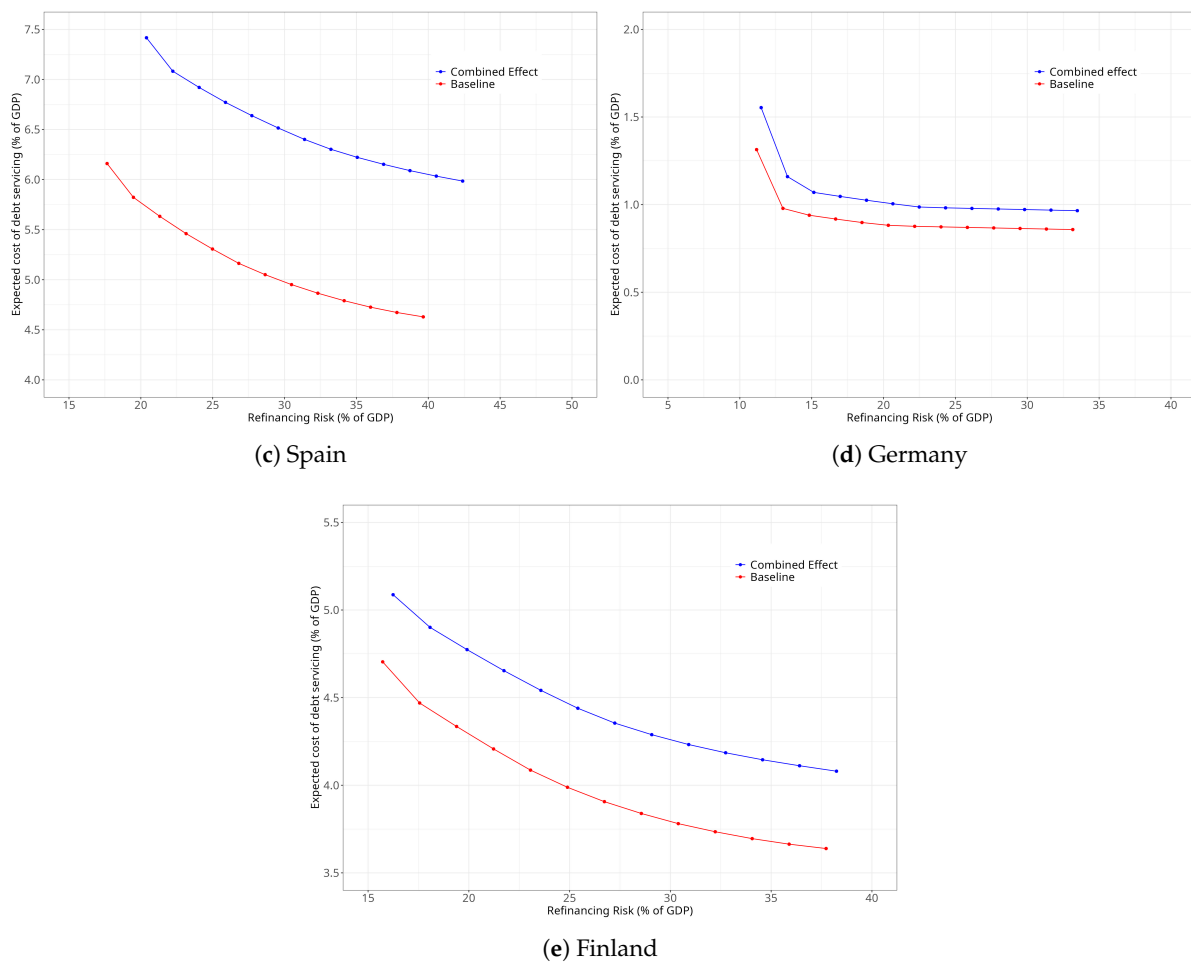 7.5
7.0
6.5
6.0
5.5
5.0
4.5
4.0
Expected cost of debt servicing (% of GDP)
Combined Effect
Baseline
15 20 25 30 35 40 45 50
Refinancing Risk (% of GDP)
(c) Spain
2.0
1.5
1.0
0.5
0.0
Expected cost of debt servicing (% of GDP)
Combined effect
Baseline
5 10 15 20 25 30 35 40
Refinancing Risk (% of GDP)
(d) Germany
5.5
5.0
4.5
4.0
3.5
Expected cost of debt servicing (% of GDP)
Combined Effect
Baseline
15 20 25 30 35 40
Refinancing Risk (% of GDP)
(e) Finland